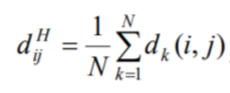 $d_{ij}^{H} = \frac{1}{N} \sum_{k=1}^{N} d_k(i, j)$